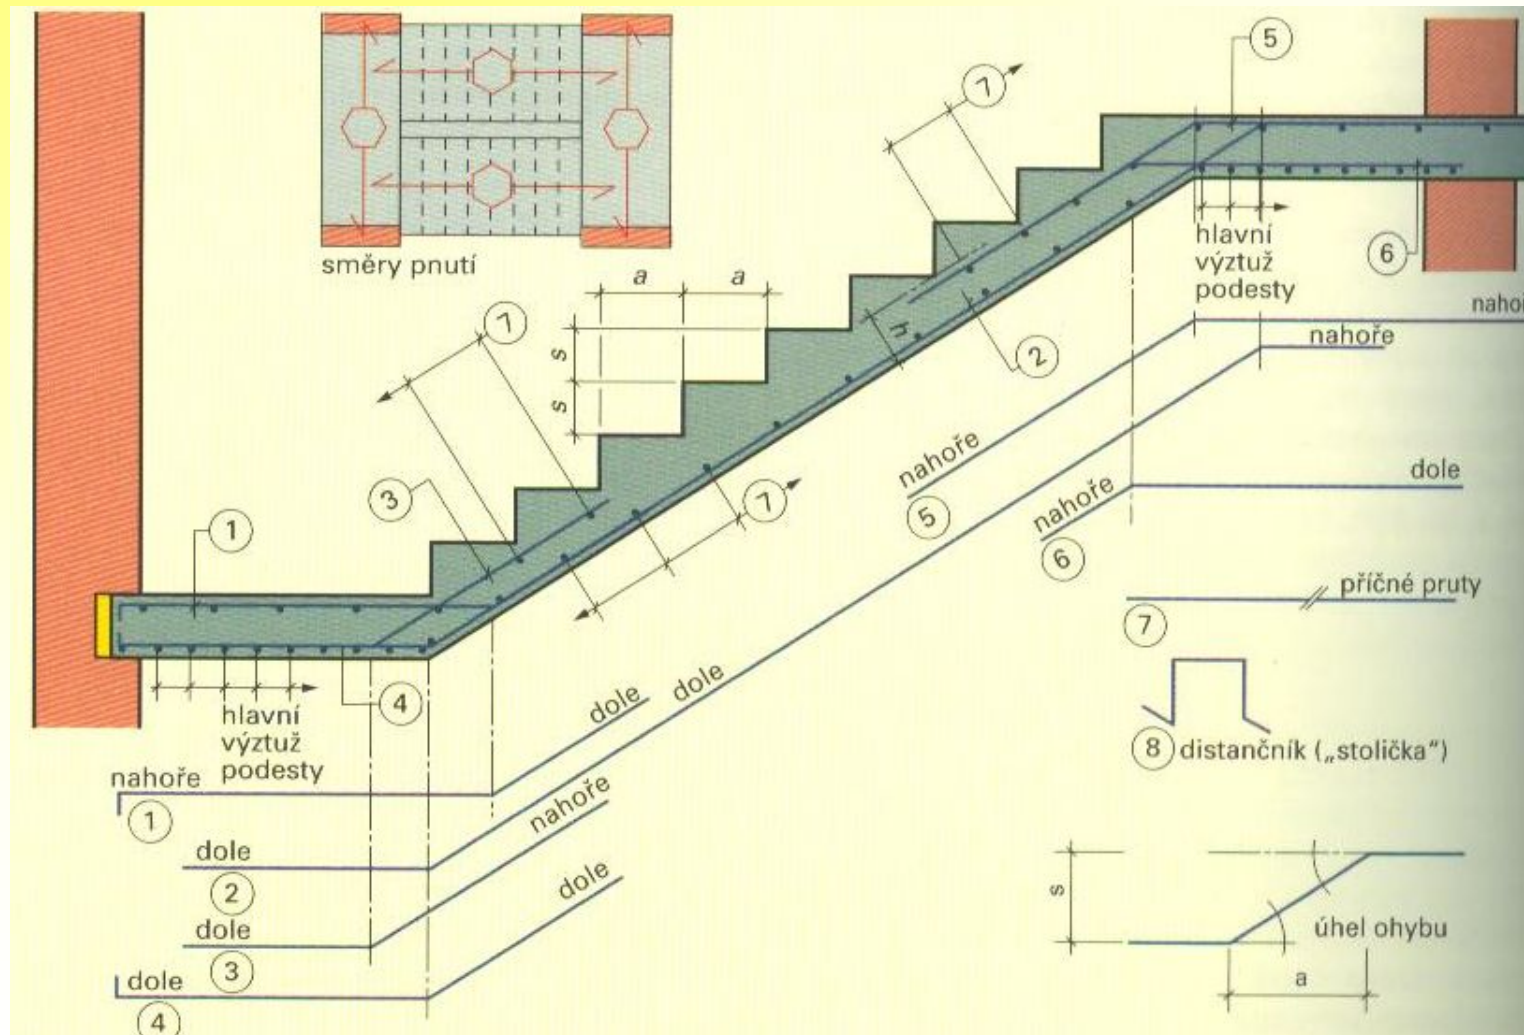 směry pnutí
5
7
a a
7
s
s
h
2
hlavní
výztuž
podesty
6
nahoře
nahoře
5
nahoře
6
dole
příčné pruty
7
8 distančník („stolička“)
s
úhel ohybu
a
3
1
7
4
hlavní
výztuž
podesty
nahoře
1
dole
dole
2
dole
nahoře
dole
3
dole
dole
4